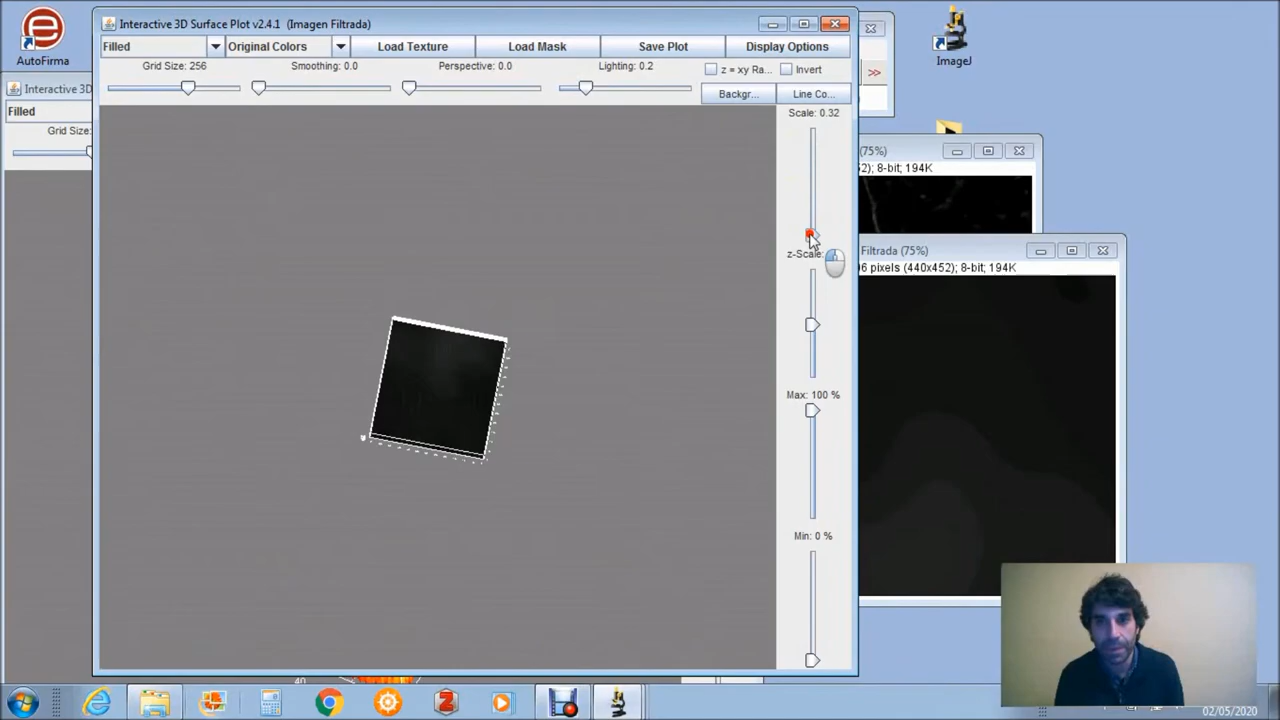 AutoFirma
Interactive 3D Surface Plot v2.4.1 (Imagen Filtrada)
Filled
Original Colors
Load Texture
Load Mask
Save Plot
Display Options
Grid Size: 256
Smoothing: 0.0
Perspective: 0.0
Lighting: 0.2
z = xy Ra...
Invert
Backgr...
Line Co...
Scale: 0.32
z-Scale:
Max: 100 %
Min: 0 %
Interactive 3D
Filled
Grid Size:
>>
ImageJ
(75%)
52); 8-bit; 194K
Filtrada (75%)
96 pixels (440x452); 8-bit; 194K
40
02/05/2020